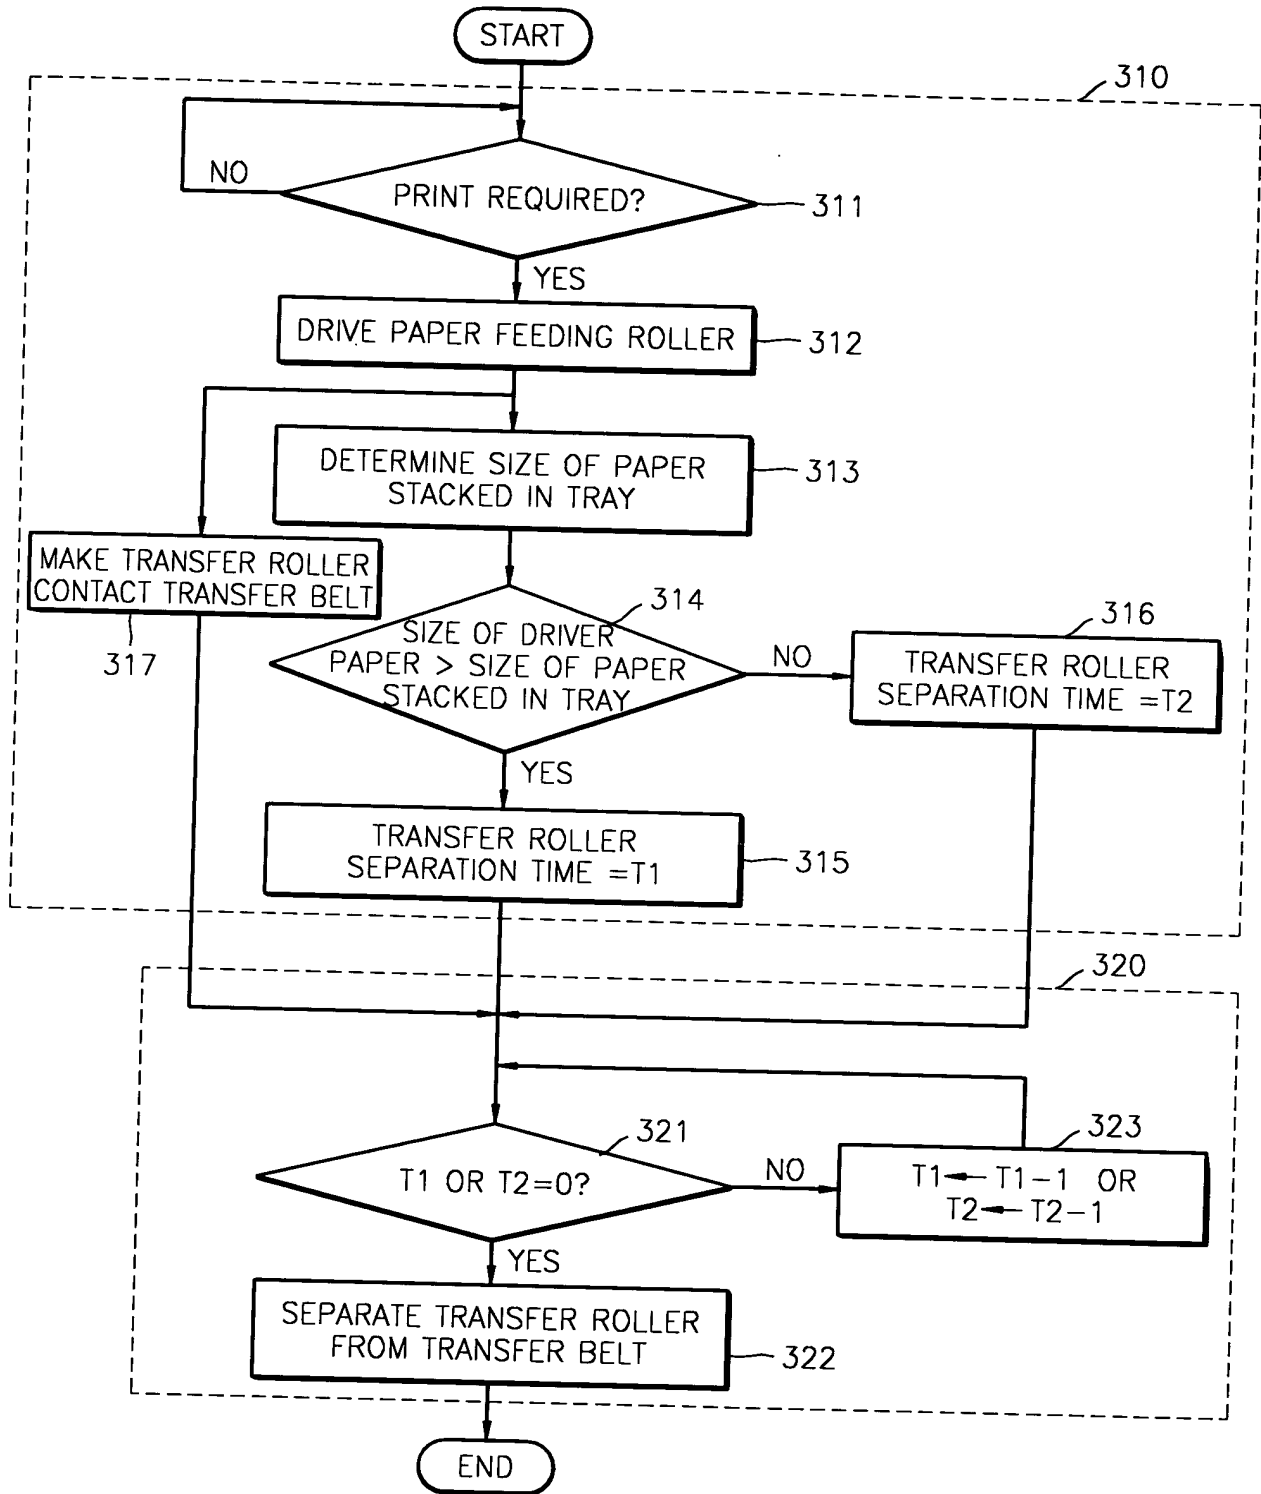 START
310
NO
PRINT REQUIRED?
311
YES
DRIVE PAPER FEEDING ROLLER
312
DETERMINE SIZE OF PAPER
STACKED IN TRAY
313
MAKE TRANSFER ROLLER
CONTACT TRANSFER BELT
317
314
SIZE OF DRIVER
PAPER > SIZE OF PAPER
STACKED IN TRAY
NO
316
TRANSFER ROLLER
SEPARATION TIME =T2
YES
TRANSFER ROLLER
SEPARATION TIME =T1
315
320
321
T1 OR T2=0?
NO
323
T1← T1-1 OR
T2← T2-1
YES
SEPARATE TRANSFER ROLLER
FROM TRANSFER BELT
322
END